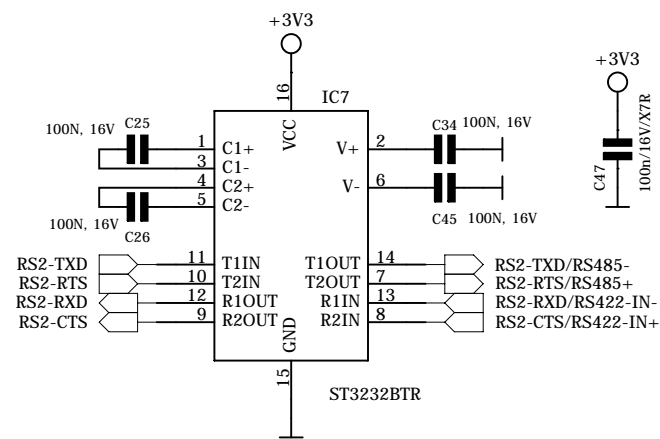 +3V3
IC7
16
VCC
+3V3
C25
100N, 16V
1
C1+
3
C1-
4
C2+
5
C2-
100N, 16V
C26
V+
2
C34
100N, 16V
V-
6
C45
100N, 16V
C47
100n/16V/X7R
RS2-TXD
11
T1IN
T1OUT
14
RS2-TXD/RS485-
RS2-RTS
10
T2IN
T2OUT
7
RS2-RTS/RS485+
RS2-RXD
12
R1OUT
R1IN
13
RS2-RXD/RS422-IN-
RS2-CTS
9
R2OUT
R2IN
8
RS2-CTS/RS422-IN+
GND
15
ST3232BTR